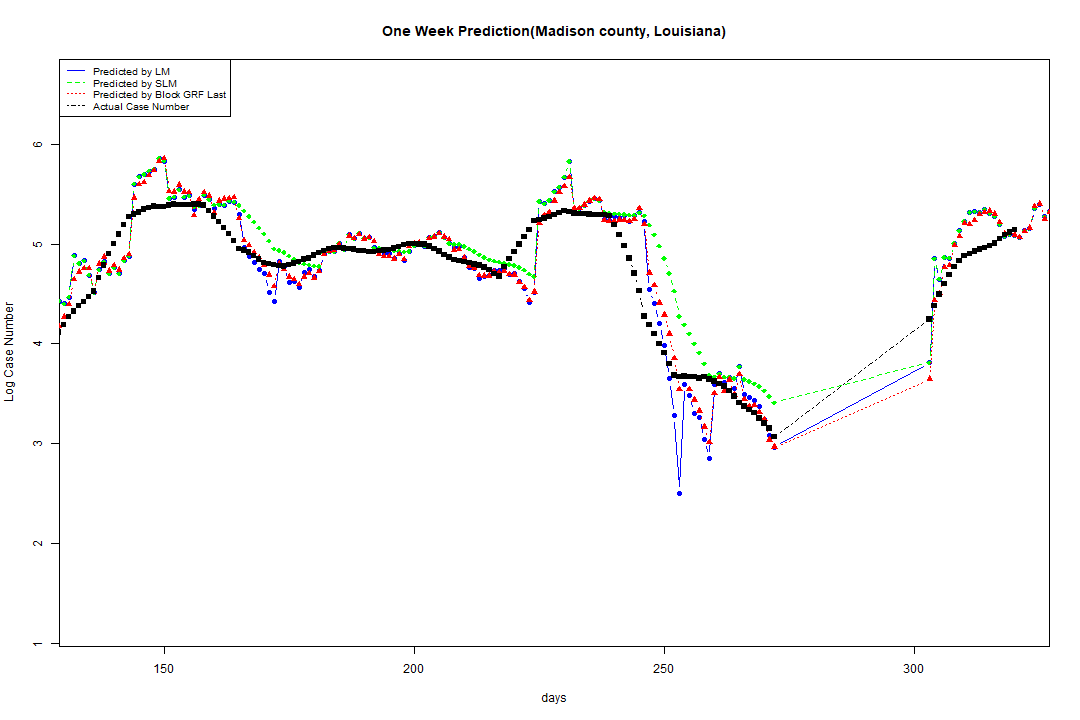 One Week Prediction(Madison county, Louisiana)
Predicted by LM
Predicted by SLM
Predicted by Block GRF Last
Actual Case Number
6
5
4
3
2
1
Log Case Number
150
200
250
300
days